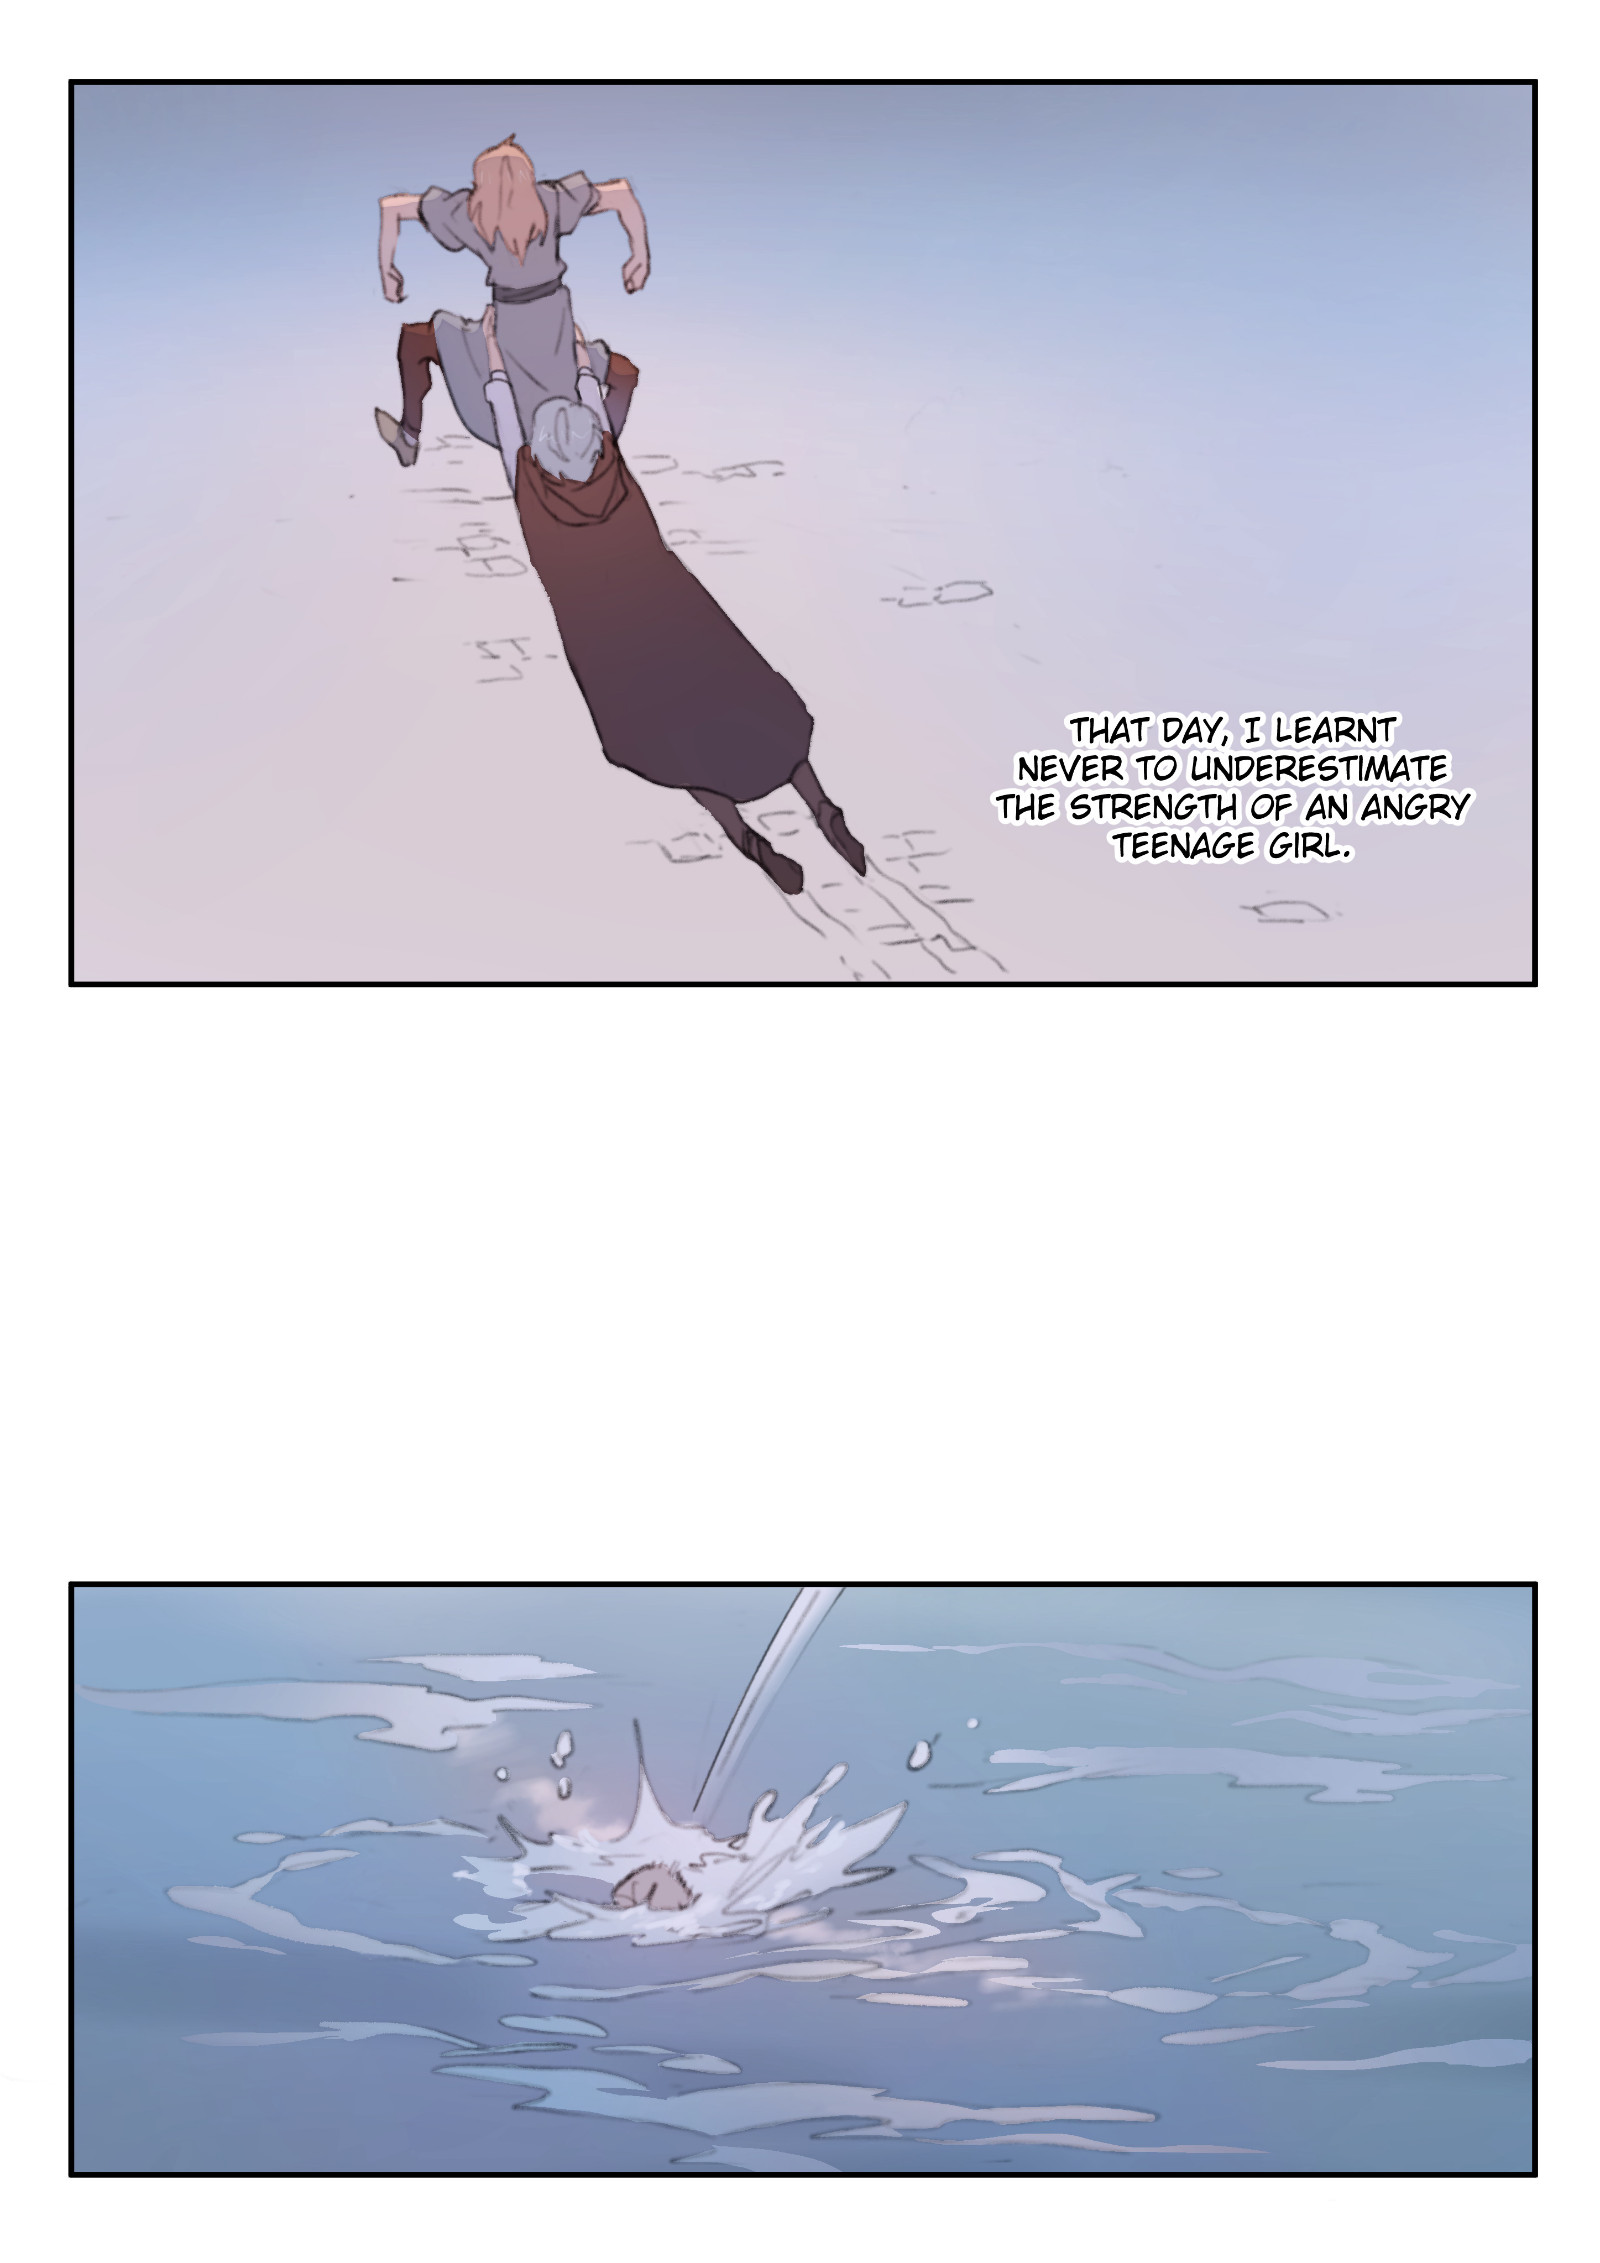 THAT DAY, I LEARNT
NEVER TO UNDERESTIMATE
THE STRENGTH OF AN ANGRY
TEENAGE GIRL.